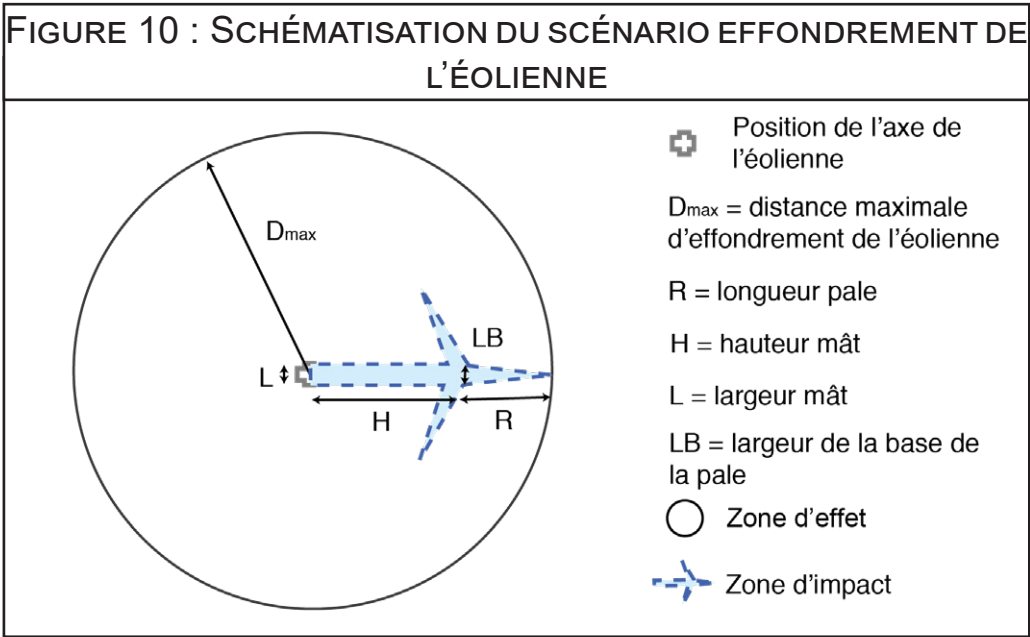 FIGURE 10 : SCHÉMATISATION DU SCÉNARIO EFFONDREMENT DE
L’ÉOLIENNE
Dmax
LB
L
H
R
Position de l’axe de
l’éolienne
Dmax = distance maximale
d’effondrement de l’éolienne
R = longueur pale
H = hauteur mât
L = largeur mât
LB = largeur de la base de
la pale
Zone d’effet
Zone d’impact